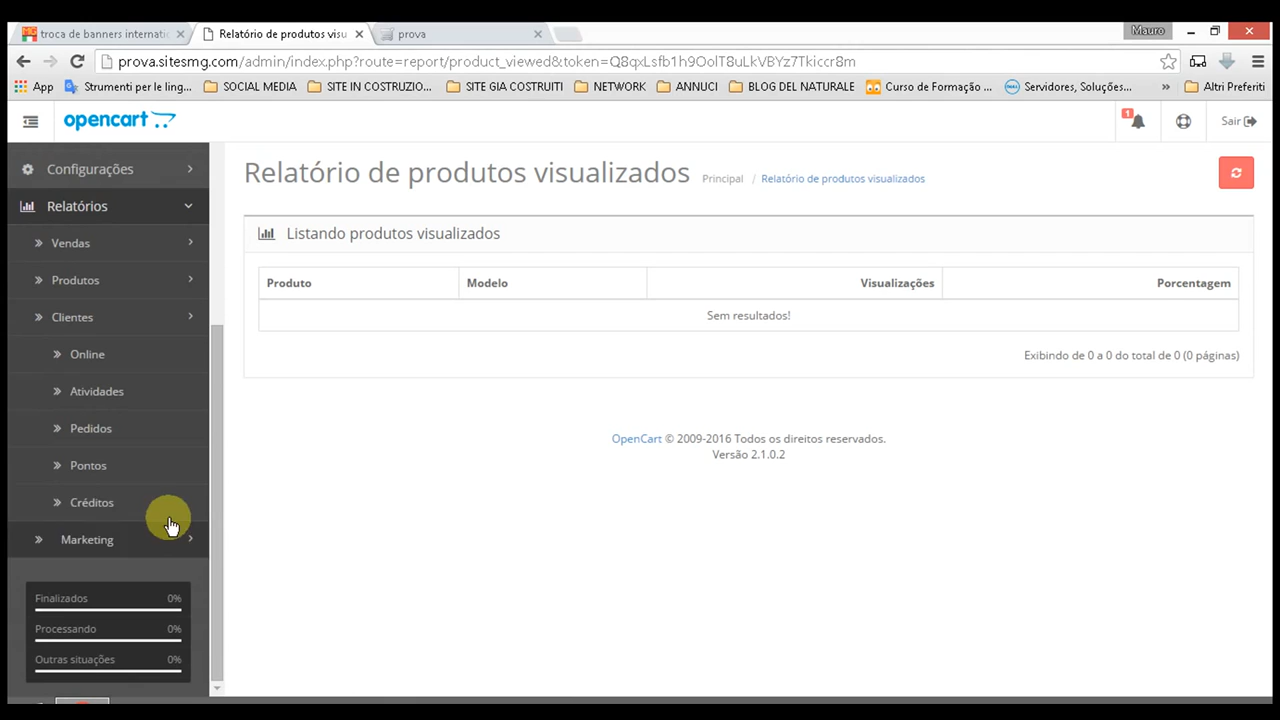 troca de banners internati
Relatório de produtos visu
prova
Mauro
prova.sitesmg.com/admin/index.php?route=report/product_viewed&token=Q8qxLsfb1h9OolT8uLkVBYz7Tkiccr8m
App
Strumenti per le ling...
SOCIAL MEDIA
SITE IN COSTRUZIO...
SITE GIA COSTRUITI
NETWORK
ANNUCI
BLOG DEL NATURALE
Curso de Formação ...
Servidores, Soluções...
»
Altri Preferiti
opencart
1
Sair
Configurações
Relatórios
Vendas
Produtos
Clientes
Online
Atividades
Pedidos
Pontos
Créditos
Marketing
Finalizados 0%
Processando 0%
Outras situações 0%
Relatório de produtos visualizados
Principal / Relatório de produtos visualizados
Listando produtos visualizados
Produto Modelo Visualizações Porcentagem
Sem resultados!
Exibindo de 0 a 0 do total de 0 (0 páginas)
OpenCart © 2009-2016 Todos os direitos reservados.
Versão 2.1.0.2